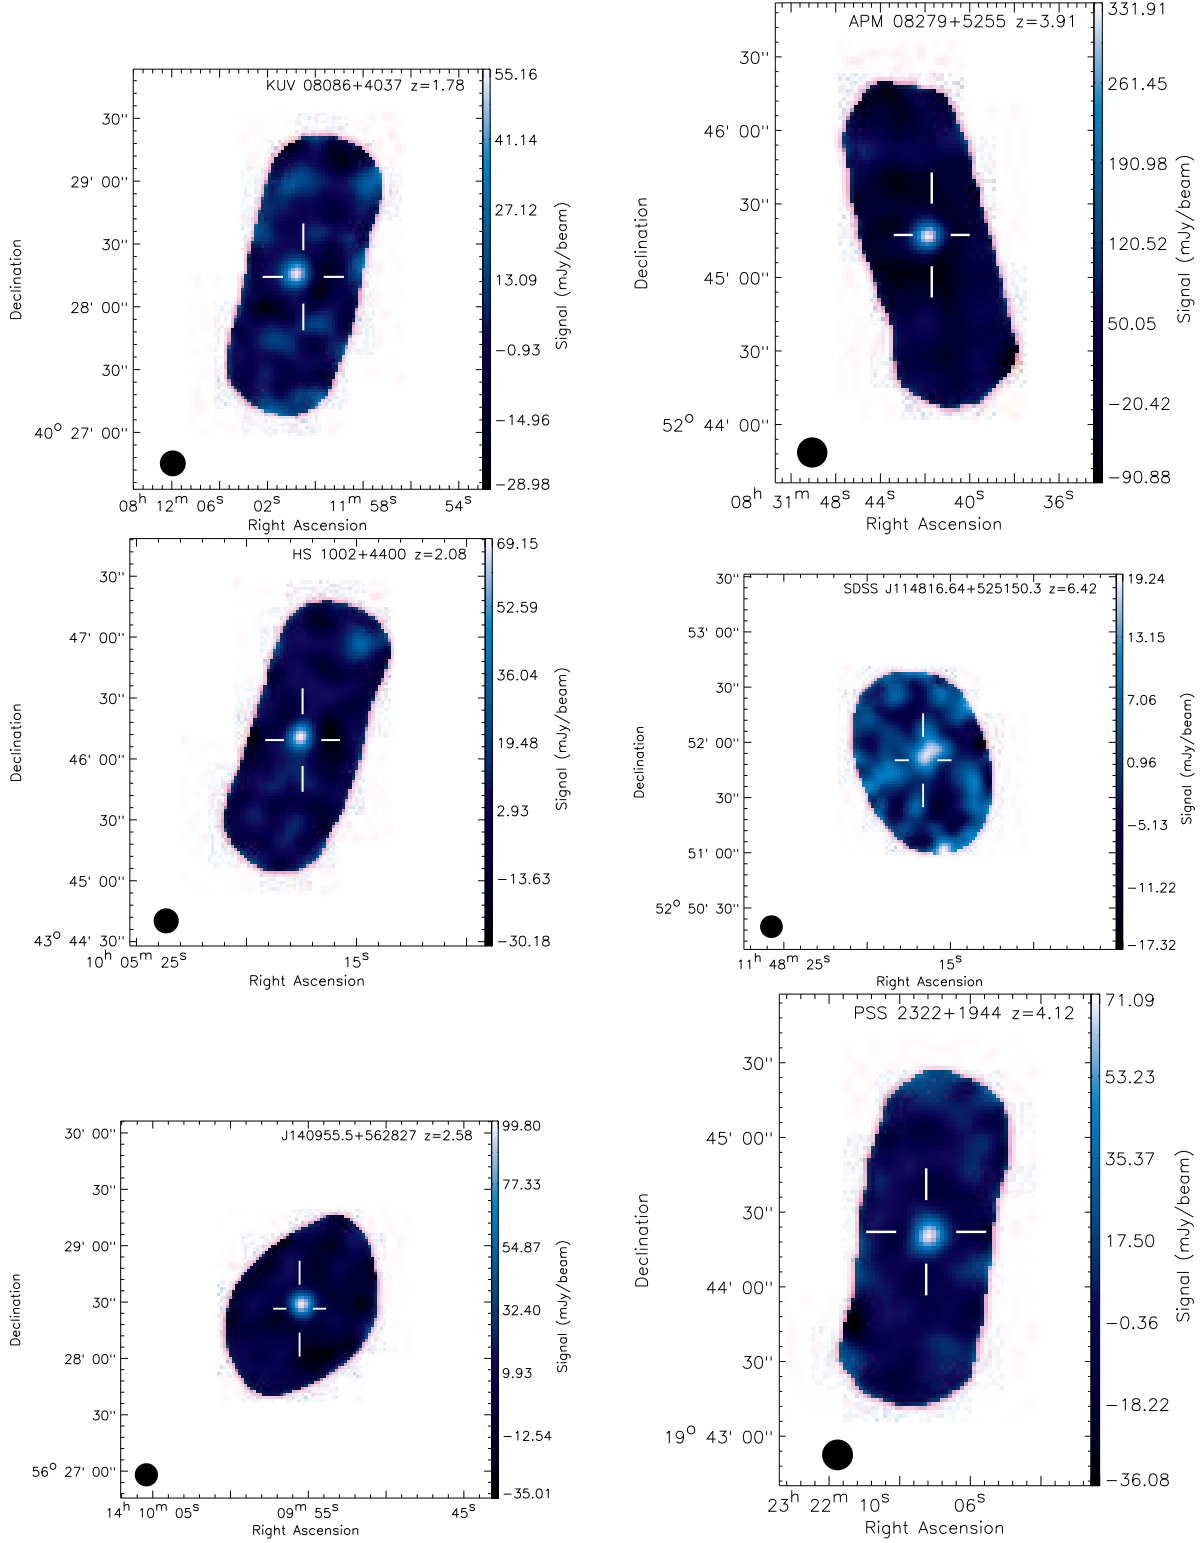 KUV 08086+4037 z=1.78
55.16
41.14
27.12
13.09
−0.93
−14.96
−28.98
Signal (mJy/beam)
Declination
30''
29' 00''
30''
28' 00''
30''
40° 27' 00''
08ʰ 12ᵐ 06ˢ 02ˢ 11ᵐ 58ˢ 54ˢ
Right Ascension
APM 08279+5255 z=3.91
331.91
261.45
190.98
120.52
50.05
−20.42
−90.88
Signal (mJy/beam)
Declination
30''
46' 00''
30''
45' 00''
30''
52° 44' 00''
08ʰ 31ᵐ 48ˢ 44ˢ 40ˢ 36ˢ
Right Ascension
HS 1002+4400 z=2.08
69.15
52.59
36.04
19.48
2.93
−13.63
−30.18
Signal (mJy/beam)
Declination
30''
47' 00''
30''
46' 00''
30''
45' 00''
43° 44' 30''
10ʰ 05ᵐ 25ˢ 15ˢ
Right Ascension
SDSS J114816.64+525150.3 z=6.42
19.24
13.15
7.06
0.96
−5.13
−11.22
−17.32
Signal (mJy/beam)
Declination
53' 00''
30''
52' 00''
30''
51' 00''
52° 50' 30''
11ʰ 48ᵐ 25ˢ 15ˢ
Right Ascension
J140955.5+562827 z=2.58
99.80
77.33
54.87
32.40
9.93
−12.54
−35.01
Signal (mJy/beam)
Declination
30' 00''
30''
29' 00''
30''
28' 00''
30''
56° 27' 00''
14ʰ 10ᵐ 05ˢ 09ᵐ 55ˢ 45ˢ
Right Ascension
PSS 2322+1944 z=4.12
71.09
53.23
35.37
17.50
−0.36
−18.22
−36.08
Signal (mJy/beam)
Declination
30''
45' 00''
30''
44' 00''
30''
19° 43' 00''
23ʰ 22ᵐ 10ˢ 06ˢ
Right Ascension